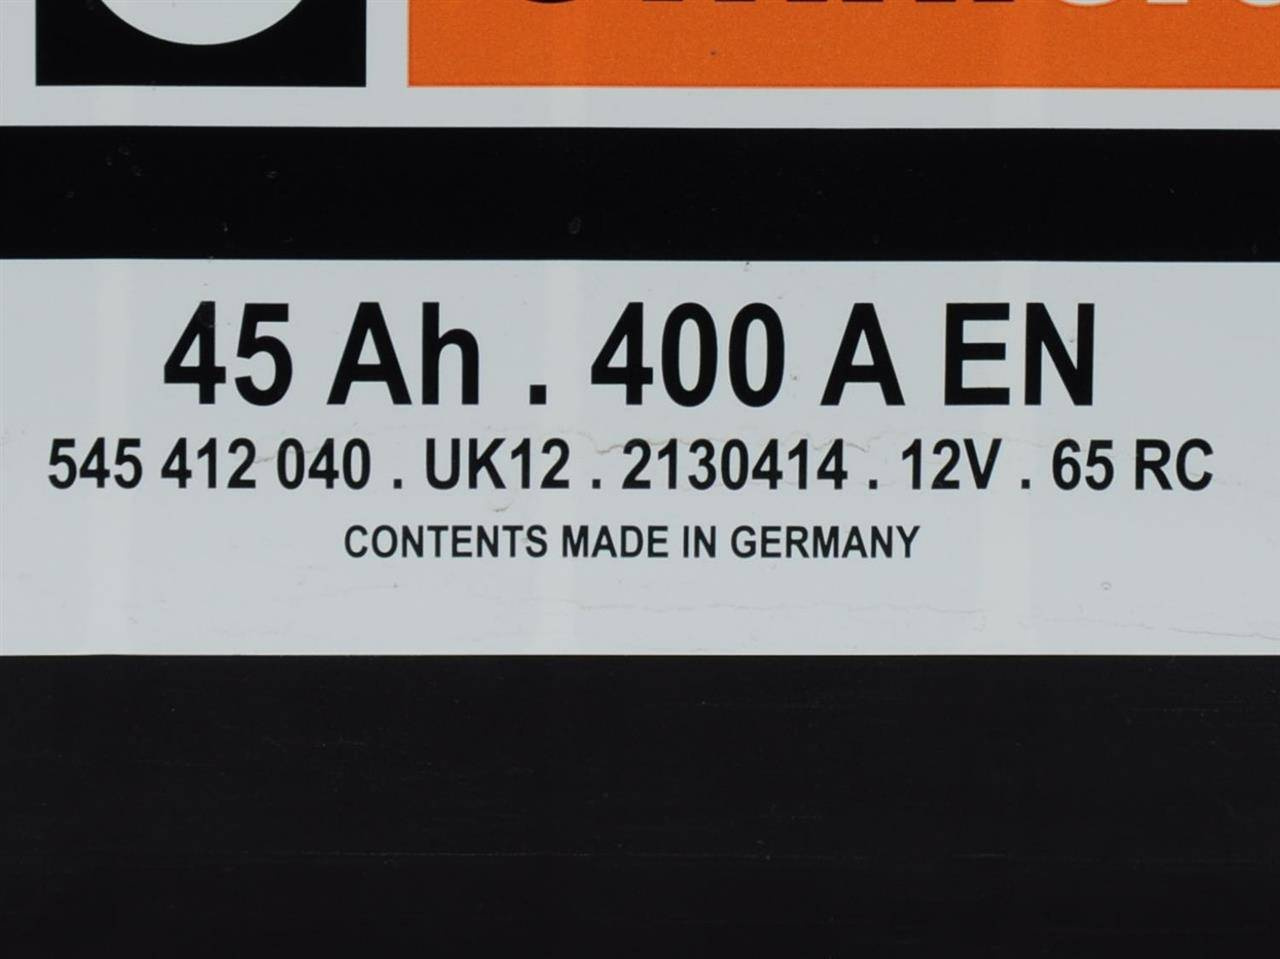 45 Ah . 400 A EN
545 412 040 . UK12 . 2130414 . 12V . 65 RC
CONTENTS MADE IN GERMANY